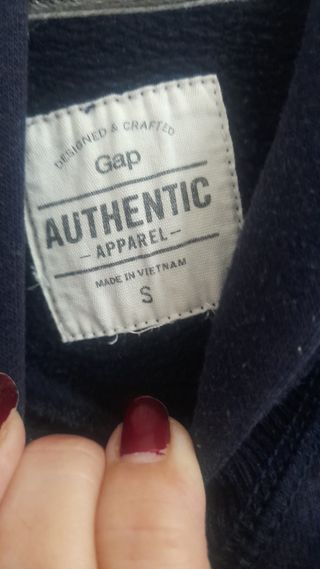 DESIGNED & CRAFTED
Gap
AUTHENTIC
- APPAREL -
MADE IN VIETNAM
S